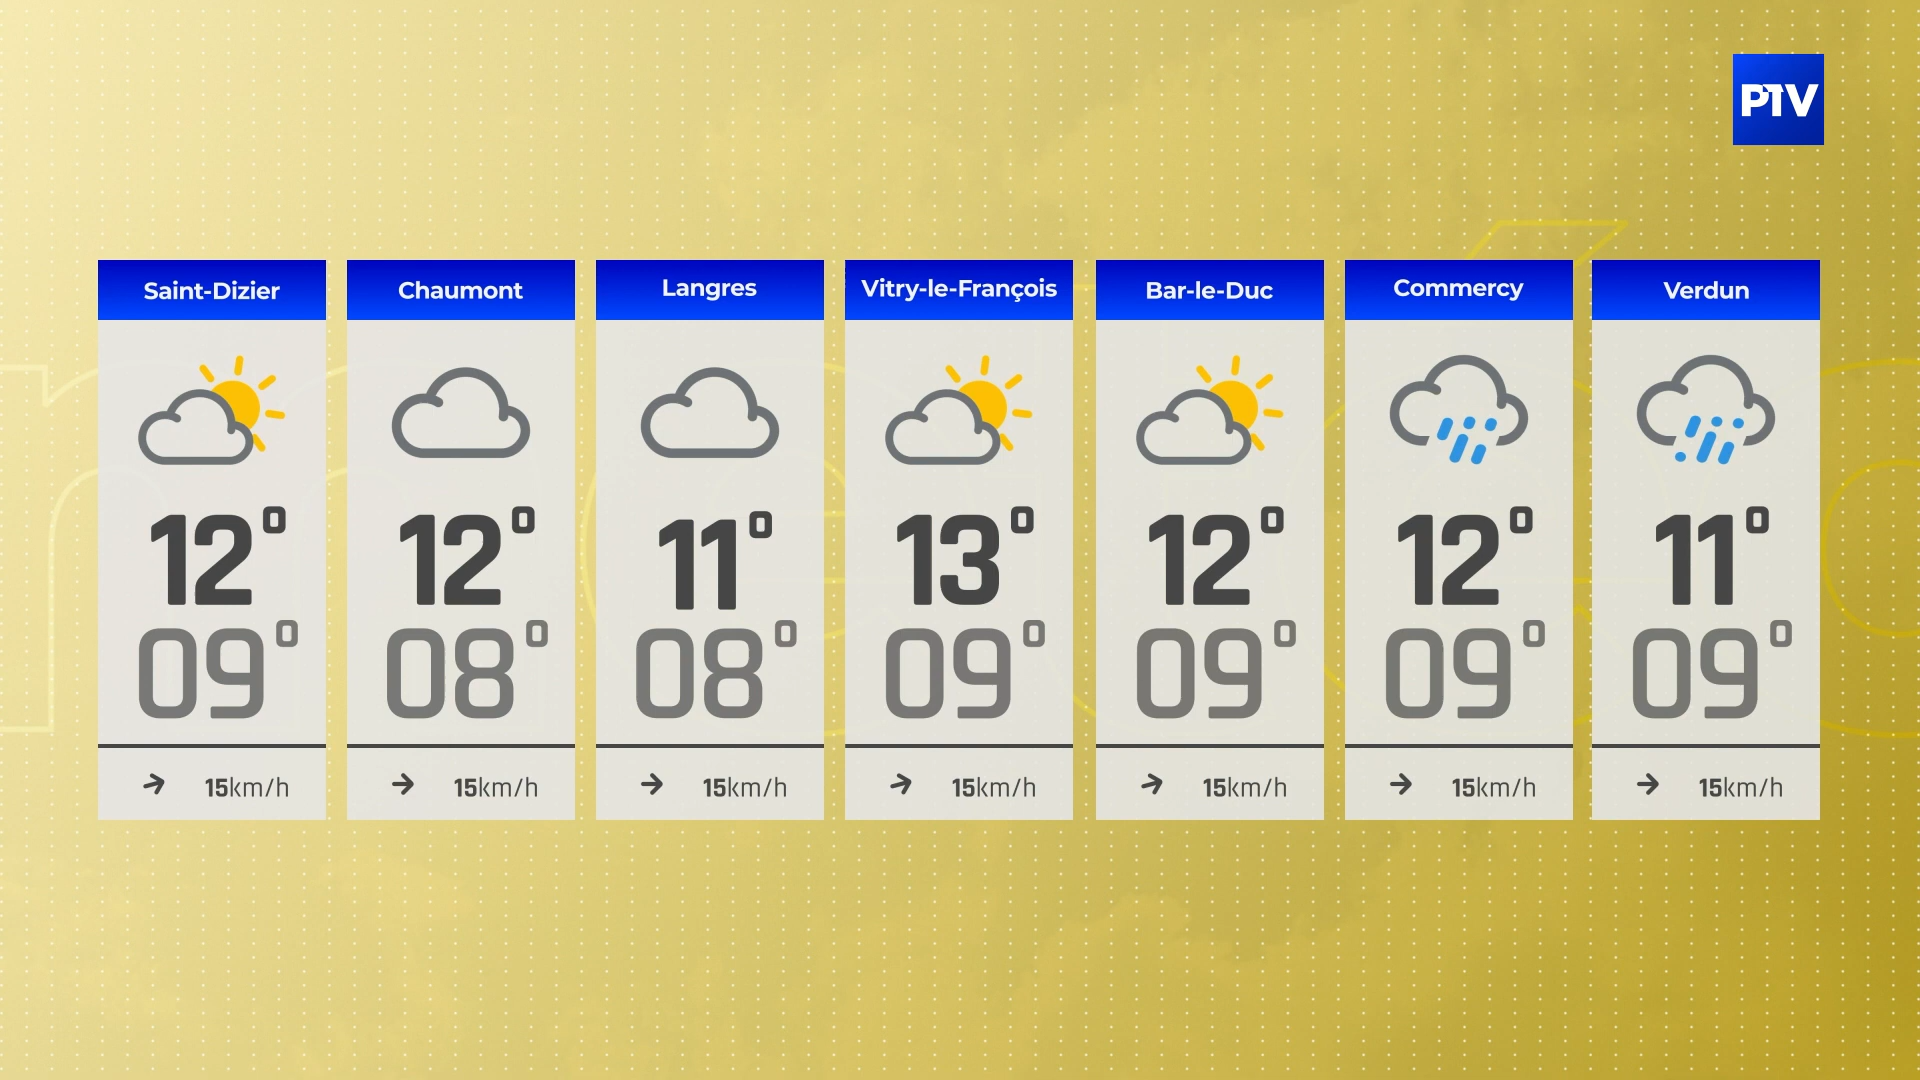 PTV
Saint-Dizier
12°
09°
15km/h
Chaumont
12°
08°
15km/h
Langres
11°
08°
15km/h
Vitry-le-François
13°
09°
15km/h
Bar-le-Duc
12°
09°
15km/h
Commercy
12°
09°
15km/h
Verdun
11°
09°
15km/h